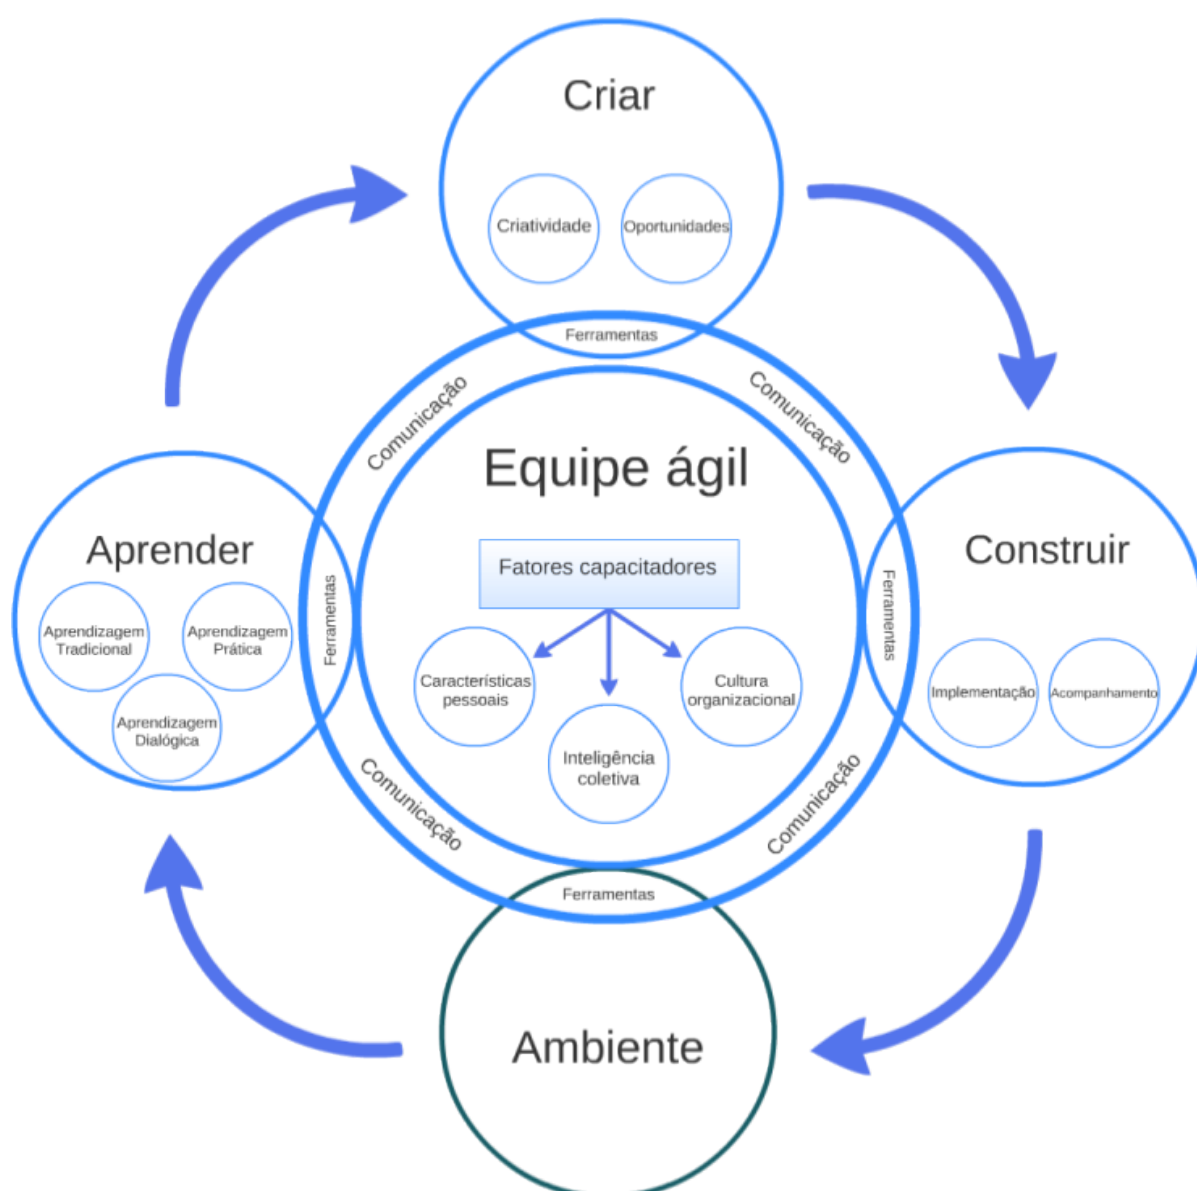 Criar
Criatividade
Oportunidades
Ferramentas
Comunicação
Comunicação
Equipe ágil
Fatores capacitadores
Características
pessoais
Inteligência
coletiva
Cultura
organizacional
Aprender
Aprendizagem
Tradicional
Aprendizagem
Prática
Aprendizagem
Dialógica
Ferramentas
Construir
Implementação
Acompanhamento
Ferramentas
Comunicação
Comunicação
Ferramentas
Ambiente